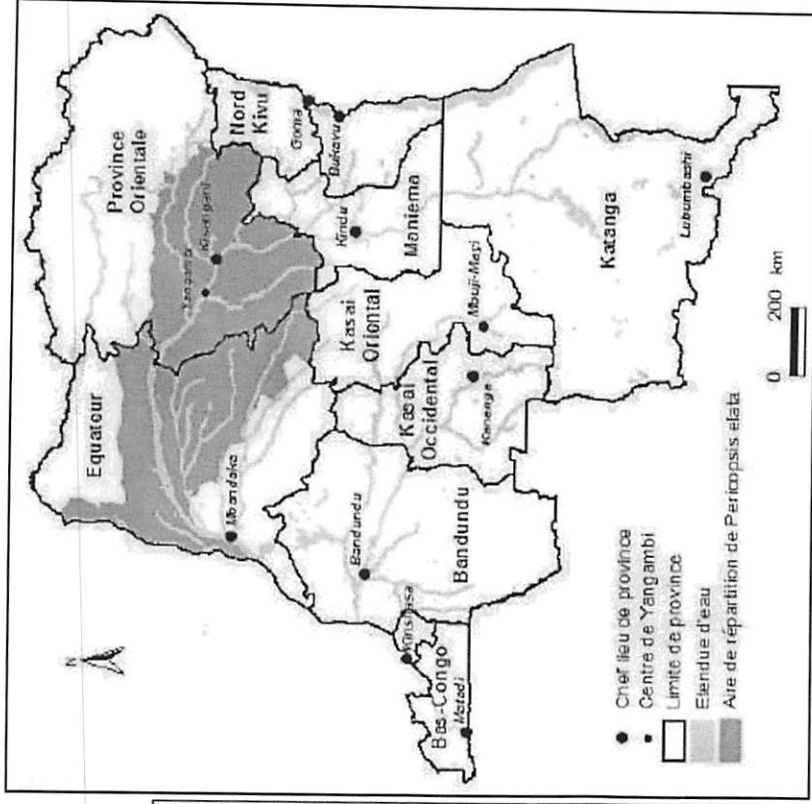 N
Equateur
Province
Orientale
Yangambi
Kisangani
Nord
Kivu
Goma
Bukavu
Mbandaka
Kindu
Maniema
Kasai
Oriental
Bandundu
Kasai
Occidental
Mbuji-Mayi
Kananga
Bandundu
Kinshasa
Bas-Congo
Matadi
Katanga
Lubumbashi
Chef lieu de province
Centre de Yangambi
Limite de province
Etendue d'eau
Aire de répartition de Pericopsis elata
0 200 km